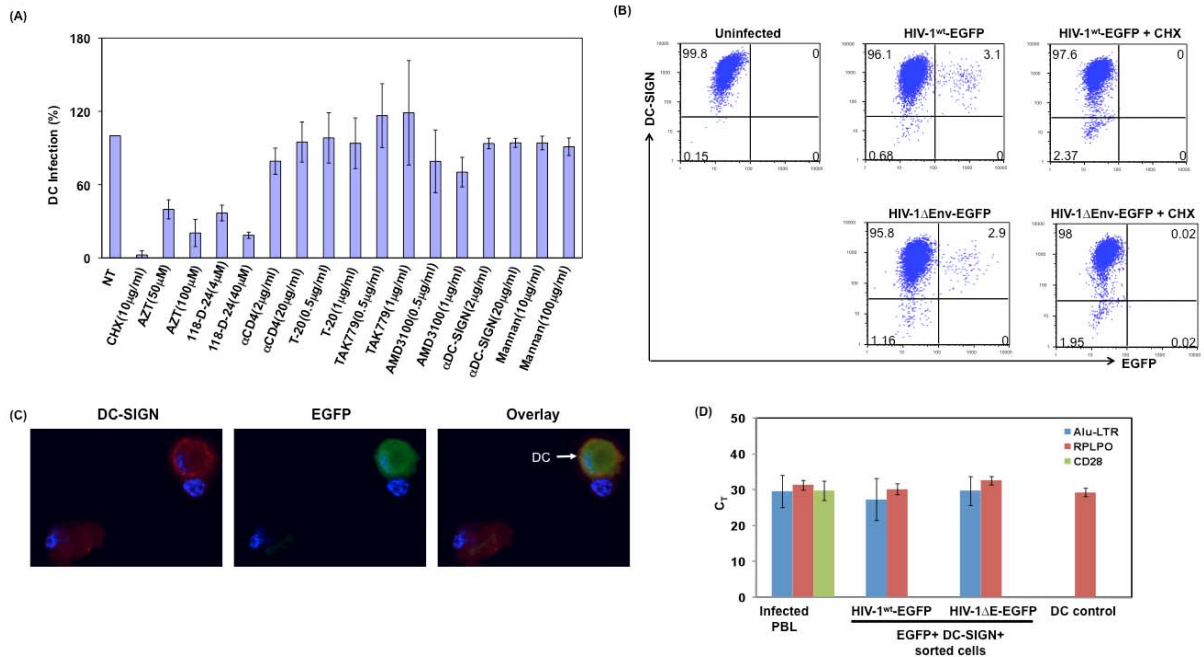 (A)
180
120
60
0
DC Infection (%)
NT
CHX(10µg/ml)
AZT(50µM)
AZT(100µM)
118-D-24(4µM)
118-D-24(40µM)
αCD4(2µg/ml)
αCD4(20µg/ml)
T-20(0.5µg/ml)
T-20(1µg/ml)
TAK779(0.5µg/ml)
TAK779(1µg/ml)
AMD3100(0.5µg/ml)
AMD3100(1µg/ml)
αDC-SIGN(2µg/ml)
αDC-SIGN(20µg/ml)
Mannan(10µg/ml)
Mannan(100µg/ml)
(B)
Uninfected
HIV-1wt-EGFP
HIV-1wt-EGFP + CHX
99.8 0
0.15 0
96.1 3.1
0.68 0
97.6 0
2.37 0
HIV-1ΔEnv-EGFP
HIV-1ΔEnv-EGFP + CHX
95.8 2.9
1.16 0
98 0.02
1.95 0.02
DC-SIGN
EGFP
(C)
DC-SIGN
EGFP
Overlay
DC
(D)
50
40
30
20
10
0
CT
Alu-LTR
RPLPO
CD28
Infected
PBL
HIV-1wt-EGFP
HIV-1ΔE-EGFP
DC control
EGFP+ DC-SIGN+
sorted cells